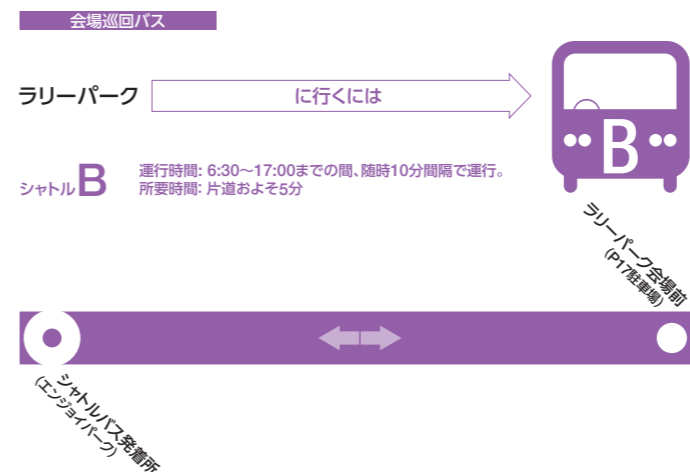 会場巡回バス
ラリーパーク
に行くには
シャトルB
運行時間: 6:30〜17:00までの間、随時10分間隔で運行。
所要時間: 片道およそ5分
B
ラリーパーク会場前
(P17駐車場)
シャトルバス発着所
(エンジョイパーク)